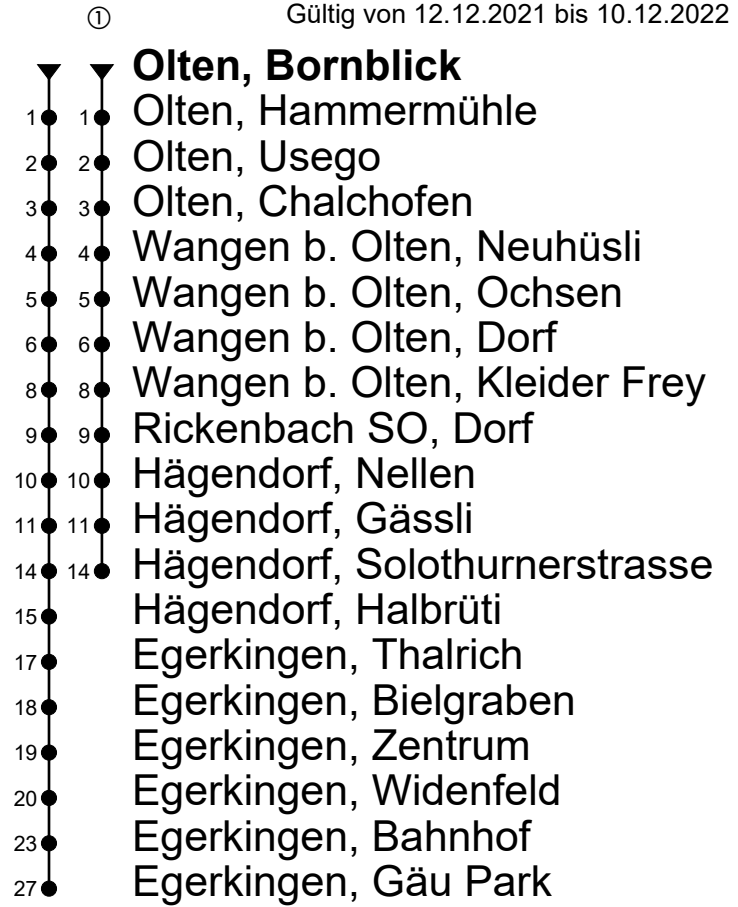 ① Gültig von 12.12.2021 bis 10.12.2022
Olten, Bornblick
1 1 Olten, Hammermühle
2 2 Olten, Usego
3 3 Olten, Chalchofen
4 4 Wangen b. Olten, Neuhüsli
5 5 Wangen b. Olten, Ochsen
6 6 Wangen b. Olten, Dorf
8 8 Wangen b. Olten, Kleider Frey
9 9 Rickenbach SO, Dorf
10 10 Hägendorf, Nellen
11 11 Hägendorf, Gässli
14 14 Hägendorf, Solothurnerstrasse
15 Hägendorf, Halbrüti
17 Egerkingen, Thalrich
18 Egerkingen, Bielgraben
19 Egerkingen, Zentrum
20 Egerkingen, Widenfeld
23 Egerkingen, Bahnhof
27 Egerkingen, Gäu Park